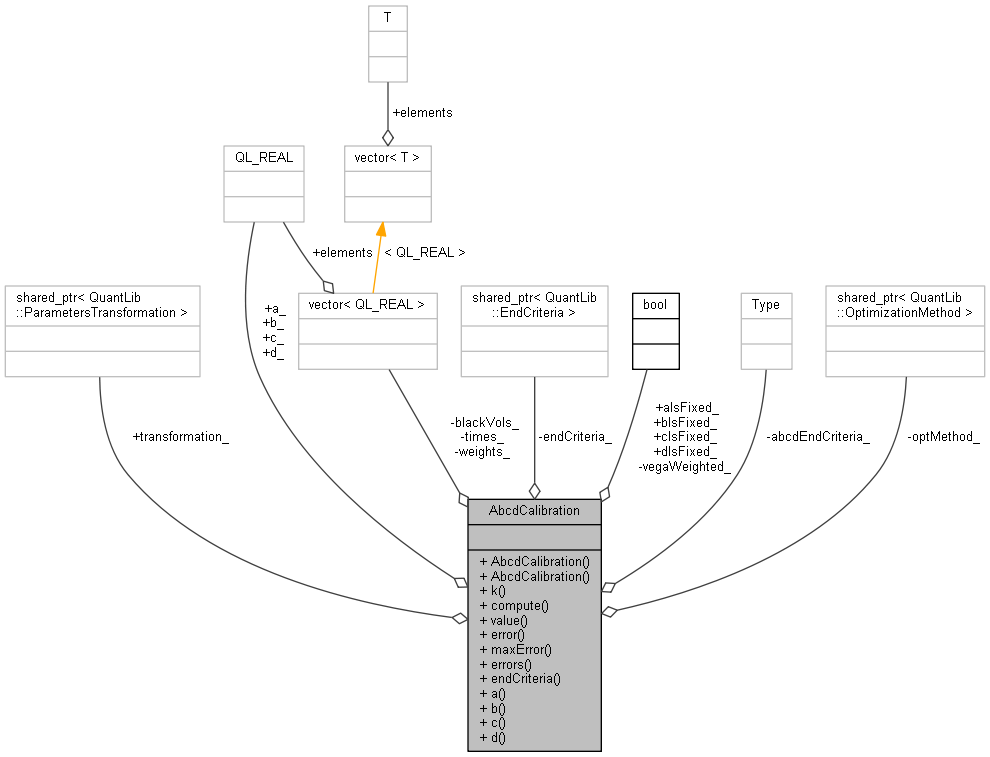 T
+elements
QL_REAL
vector< T >
+elements
< QL_REAL >
shared_ptr< QuantLib
::ParametersTransformation >
+a_
+b_
+c_
+d_
vector< QL_REAL >
shared_ptr< QuantLib
::EndCriteria >
bool
Type
shared_ptr< QuantLib
::OptimizationMethod >
+transformation_
-blackVols_
-times_
-weights_
-endCriteria_
+aIsFixed_
+bIsFixed_
+cIsFixed_
+dIsFixed_
-vegaWeighted_
-abcdEndCriteria_
-optMethod_
AbcdCalibration
+ AbcdCalibration()
+ AbcdCalibration()
+ k()
+ compute()
+ value()
+ error()
+ maxError()
+ errors()
+ endCriteria()
+ a()
+ b()
+ c()
+ d()